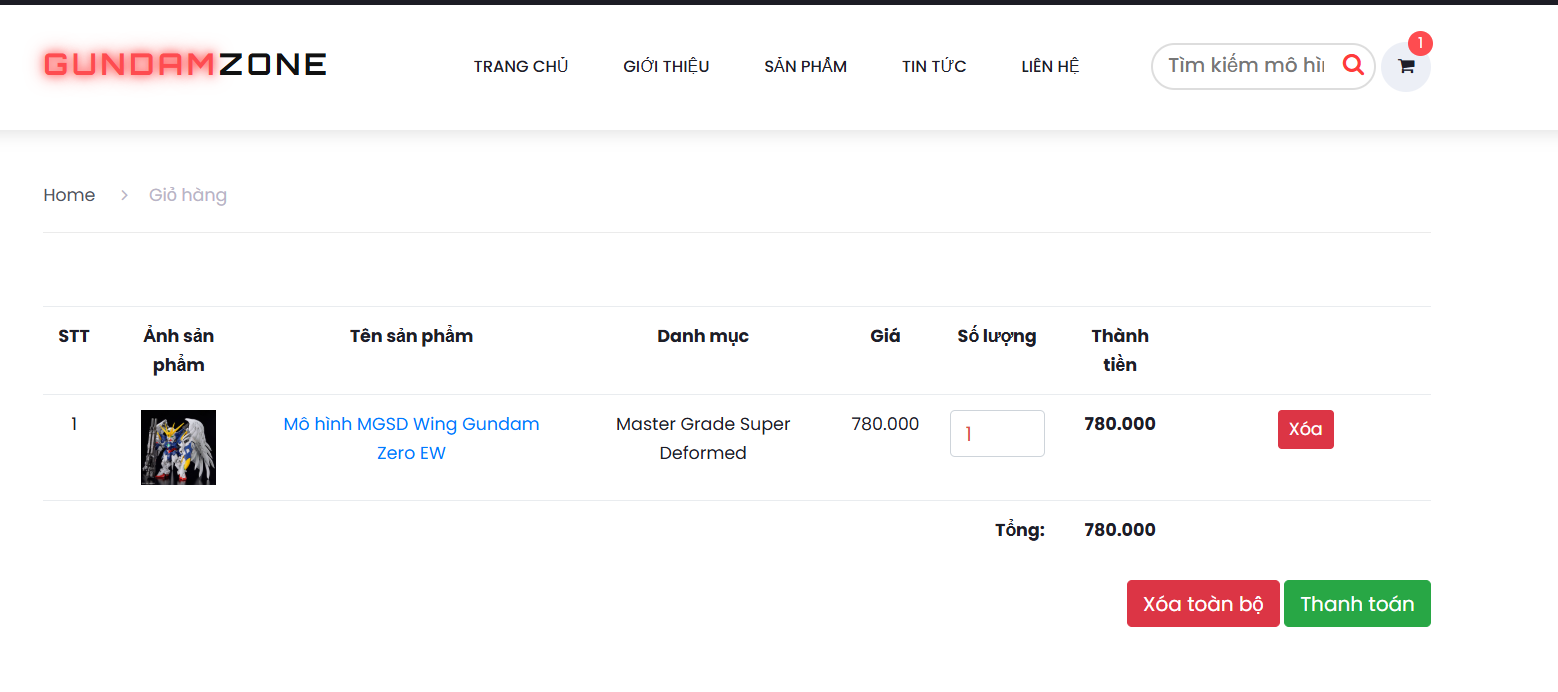 GUNDAMZONE
TRANG CHỦ
GIỚI THIỆU
SẢN PHẨM
TIN TỨC
LIÊN HỆ
Tìm kiếm mô hì
1
Home > Giỏ hàng
STT
Ảnh sản
phẩm
Tên sản phẩm
Danh mục
Giá
Số lượng
Thành
tiền
1
Mô hình MGSD Wing Gundam
Zero EW
Master Grade Super
Deformed
780.000
1
780.000
Xóa
Tổng: 780.000
Xóa toàn bộ
Thanh toán